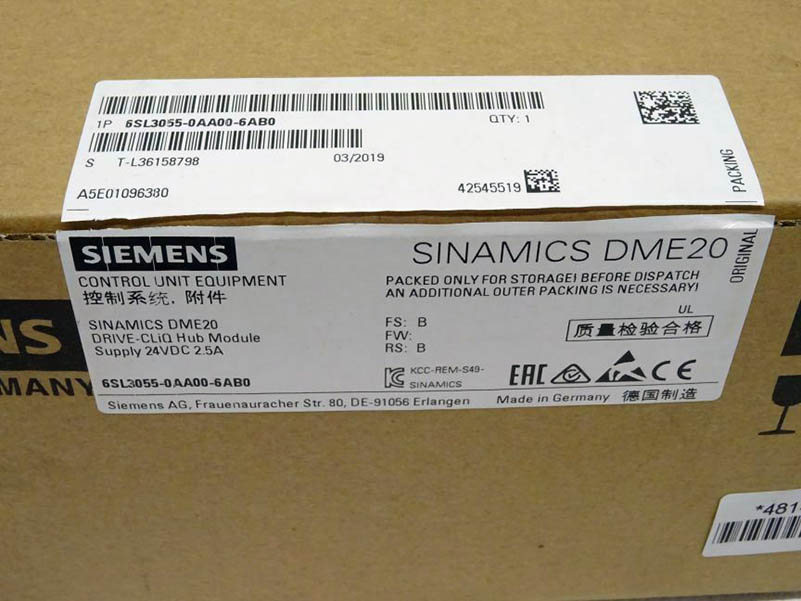 1P 6SL3055-0AA00-6AB0 QTY: 1
S T-L36158798 03/2019
A5E01096380 42545519
ORIGINAL PACKING
SIEMENS SINAMICS DME20
CONTROL UNIT EQUIPMENT
控制系统, 附件
PACKED ONLY FOR STORAGE! BEFORE DISPATCH
AN ADDITIONAL OUTER PACKING IS NECESSARY!
UL
SINAMICS DME20
DRIVE-CLiQ Hub Module
Supply 24VDC 2.5A
FS: B
FW:
RS: B
质量检验合格
6SL3055-0AA00-6AB0
KCC-REM-S49-
SINAMICS
EAC CE
Siemens AG, Frauenauracher Str. 80, DE-91056 Erlangen Made in Germany 德国制造
NS
MANY
*481